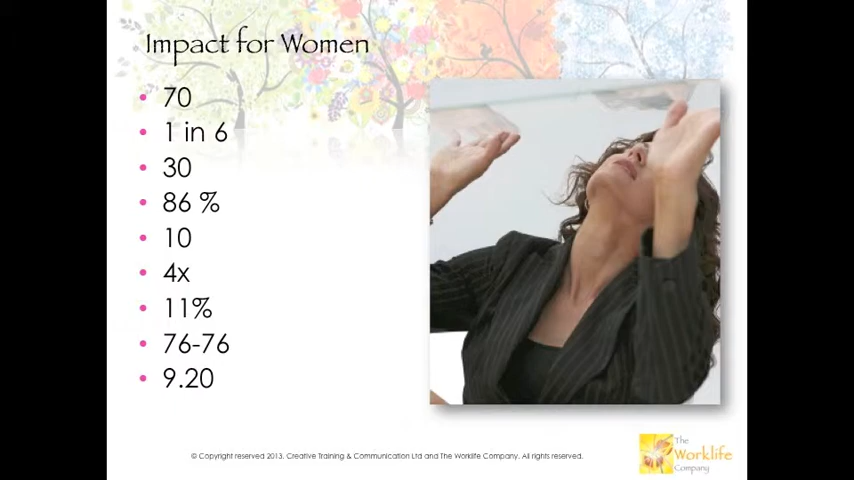 Impact for Women
• 70
• 1 in 6
• 30
• 86 %
• 10
• 4x
• 11%
• 76-76
• 9.20
© Copyright reserved 2013. Creative Training & Communication Ltd and The Worklife Company. All rights reserved.
The
Worklife
Company